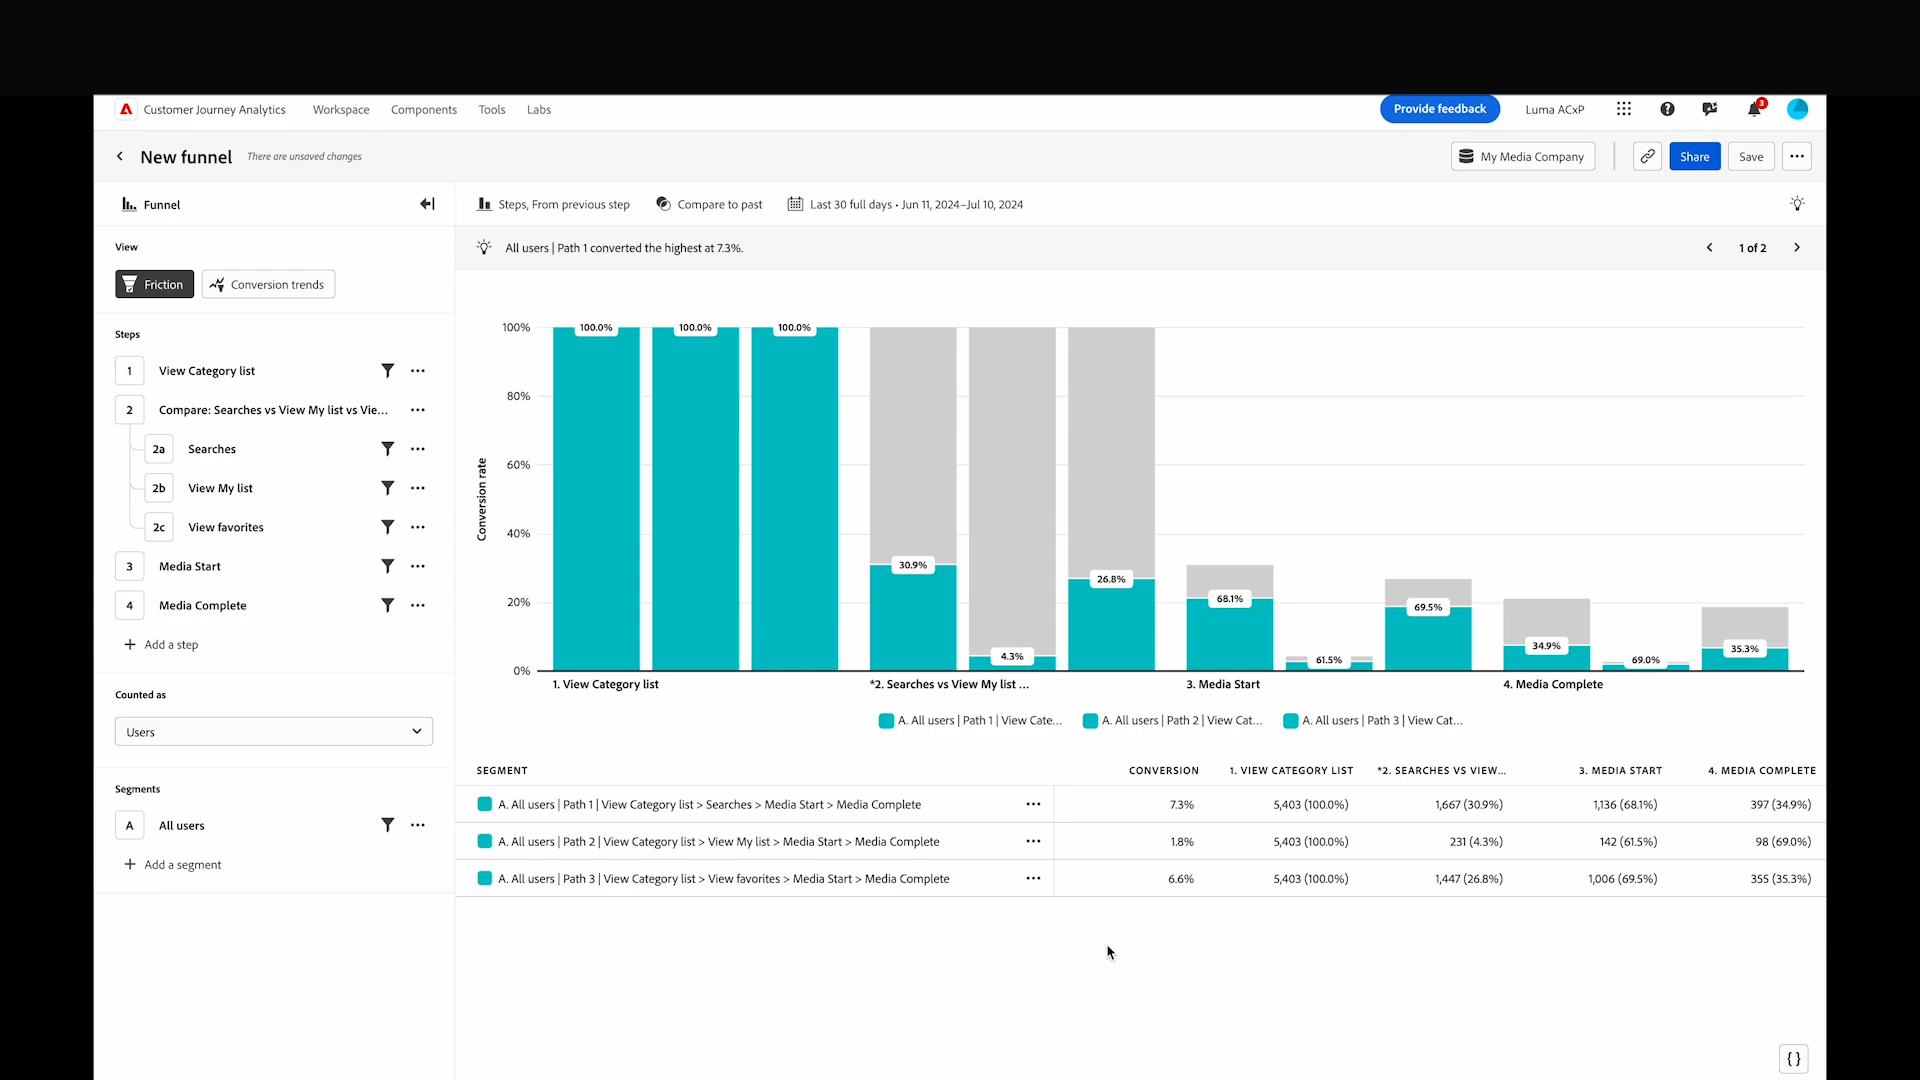 Customer Journey Analytics Workspace Components Tools Labs Provide feedback Luma ACxP 3
New funnel There are unsaved changes My Media Company Share Save
Funnel Steps, From previous step Compare to past Last 30 full days • Jun 11, 2024–Jul 10, 2024
View
All users | Path 1 converted the highest at 7.3%. 1 of 2
Friction Conversion trends
Steps
1 View Category list
2 Compare: Searches vs View My list vs Vie...
2a Searches
2b View My list
2c View favorites
3 Media Start
4 Media Complete
Add a step
Counted as
Users
Segments
A All users
Add a segment
Conversion rate
100%
80%
60%
40%
20%
0%
100.0% 100.0% 100.0%
30.9% 4.3% 26.8%
68.1% 61.5% 69.5%
34.9% 69.0% 35.3%
1. View Category list *2. Searches vs View My list ... 3. Media Start 4. Media Complete
A. All users | Path 1 | View Cate... A. All users | Path 2 | View Cat... A. All users | Path 3 | View Cat...
SEGMENT CONVERSION 1. VIEW CATEGORY LIST *2. SEARCHES VS VIEW... 3. MEDIA START 4. MEDIA COMPLETE
A. All users | Path 1 | View Category list > Searches > Media Start > Media Complete 7.3% 5,403 (100.0%) 1,667 (30.9%) 1,136 (68.1%) 397 (34.9%)
A. All users | Path 2 | View Category list > View My list > Media Start > Media Complete 1.8% 5,403 (100.0%) 231 (4.3%) 142 (61.5%) 98 (69.0%)
A. All users | Path 3 | View Category list > View favorites > Media Start > Media Complete 6.6% 5,403 (100.0%) 1,447 (26.8%) 1,006 (69.5%) 355 (35.3%)
{}